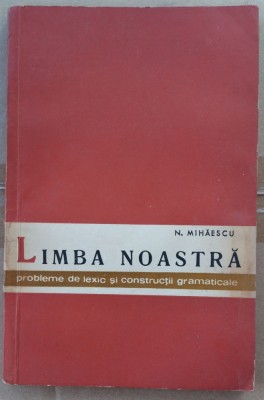 N. MIHĂESCU
LIMBA NOASTRĂ
probleme de lexic și construcții gramaticale